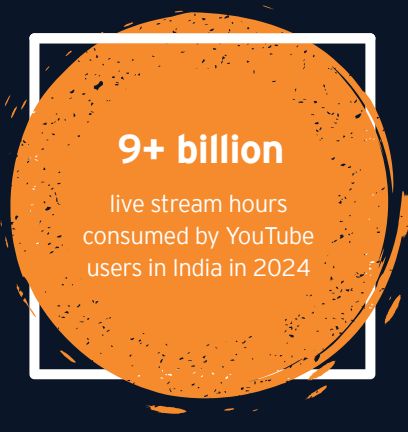 9+ billion
live stream hours
consumed by YouTube
users in India in 2024